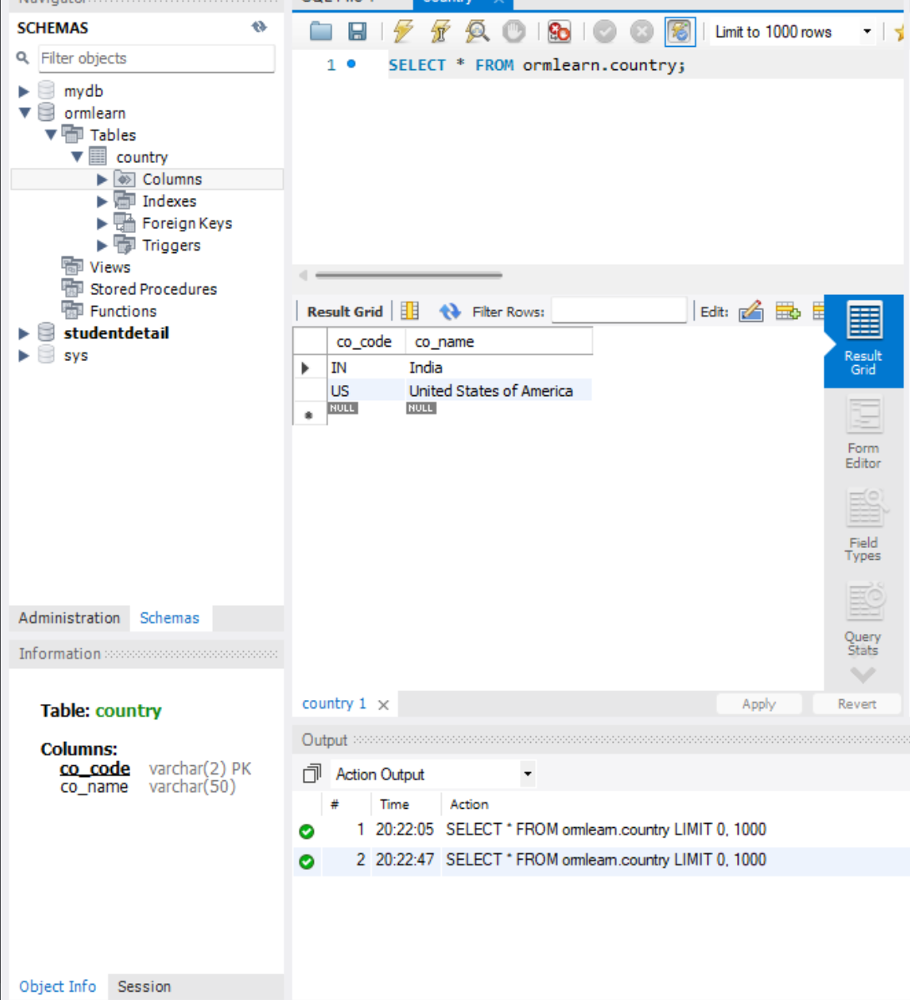 Navigator
SCHEMAS
Filter objects
mydb
ormlearn
Tables
country
Columns
Indexes
Foreign Keys
Triggers
Views
Stored Procedures
Functions
studentdetail
sys
Administration Schemas
Information
Table: country
Columns:
co_code varchar(2) PK
co_name varchar(50)
Object Info Session
country
Limit to 1000 rows
1 SELECT * FROM ormlearn.country;
Result Grid Filter Rows: Edit:
co_code co_name
IN India
US United States of America
NULL NULL
Result
Grid
Form
Editor
Field
Types
Query
Stats
country 1 Apply Revert
Output
Action Output
# Time Action
1 20:22:05 SELECT * FROM ormlearn.country LIMIT 0, 1000
2 20:22:47 SELECT * FROM ormlearn.country LIMIT 0, 1000